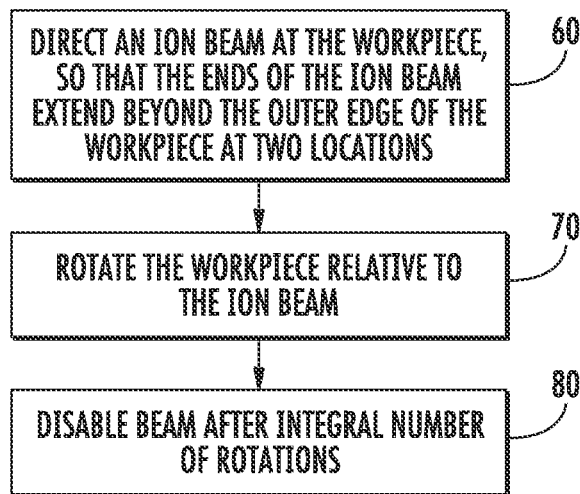 DIRECT AN ION BEAM AT THE WORKPIECE,
SO THAT THE ENDS OF THE ION BEAM
EXTEND BEYOND THE OUTER EDGE OF THE
WORKPIECE AT TWO LOCATIONS
60
ROTATE THE WORKPIECE RELATIVE TO
THE ION BEAM
70
DISABLE BEAM AFTER INTEGRAL NUMBER
OF ROTATIONS
80